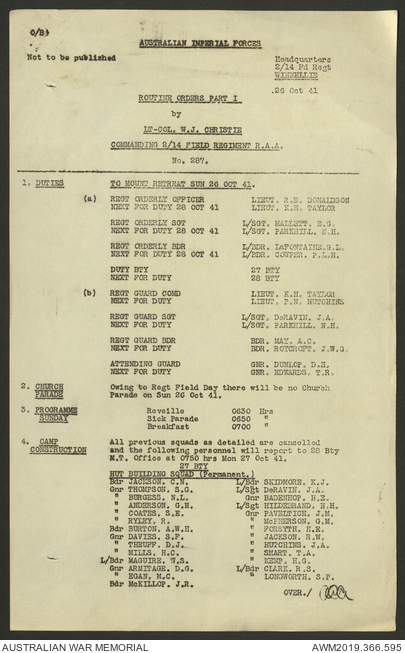 C/B
AUSTRALIAN IMPERIAL FORCES
Not to be published
Headquarters
2/14 Fd Regt
WINNELLIE
26 Oct 41
ROUTINE ORDERS PART I
by
LT-COL. W.J. CHRISTIE
COMMANDING 2/14 FIELD REGIMENT R.A.A.
No. 287.
1. DUTIES TO MOUNT RETREAT SUN 26 OCT 41.
(a) REGT ORDERLY OFFICER LIEUT. R.E. DONALDSON
NEXT FOR DUTY 28 OCT 41 LIEUT. K.H. TAYLOR
REGT ORDERLY SGT L/SGT. MALLETT, E.G.
NEXT FOR DUTY 28 OCT 41 L/SGT. PARKHILL, N.H.
REGT ORDERLY BDR L/BDR. LaFONTAINE.G.L.
NEXT FOR DUTY 28 OCT 41 L/BDR. COWPER, P.L.H.
DUTY BTY 27 BTY
NEXT FOR DUTY 28 BTY
(b) REGT GUARD COMD LIEUT. K.H. TAYLOR
NEXT FOR DUTY LIEUT. P.N. HUTCHINS
REGT GUARD SGT L/SGT. DeRAVIN, J.A.
NEXT FOR DUTY L/SGT. PARKHILL, N.H.
REGT GUARD BDR BDR. MAY, A.C.
NEXT FOR DUTY BDR. ROYCROFT, J.W.G.
ATTENDING GUARD GNR. DUNLOP, D.H.
NEXT FOR DUTY GNR. EDWARDS, T.R.
2. CHURCH Owing to Regt Field Day there will be no Church
PARADE Parade on Sun 26 Oct 41.
3. PROGRAMME Reveille 0630 Hrs
SUNDAY Sick Parade 0650 "
Breakfast 0700 "
4. CAMP All previous squads as detailed are cancelled
CONSTRUCTION and the following personnel will report to 28 Bty
M.T. Office at 0750 hrs Mon 27 Oct 41.
27 BTY
HUT BUILDING SQUAD (Permanent.)
Bdr JACKSON, C.N. L/Bdr SKIDMORE, K.J.
Gnr THOMPSON, S.G. L/Sgt DeRAVIN, J.A.
" BURGESS, N.L. Gnr BADENHOP, H.E.
" ANDERSON, G.H. L/Sgt HILDEBRAND, H.H.
" COATES, S.E. Gnr PAVELTICH, J.M.
" RYLEY, R. " McPHERSON, G.M.
Bdr BURTON, A.W.H. " FORSYTH, H.E.
Gnr DAVIES, S.F. " JACKSON, R.W.
" THEUFF, D.J. " HUTCHINS, J.A.
" MILLS, H.C. " SMART, T.A.
L/Bdr MAGUIRE, W.S. " KEMP, H.G.
Gnr ARMITAGE, D.G. L/Bdr CLARK, R.S.
" EGAN, M.C. " LONGWORTH, S.P.
Bdr McKILLOP, J.R.
OVER./
AUSTRALIAN WAR MEMORIAL AWM2019.366.595